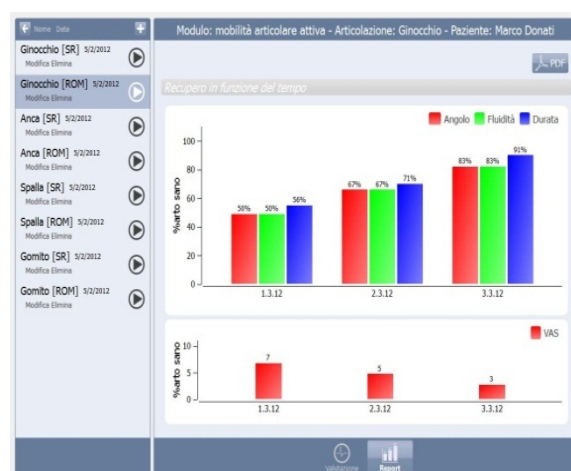 Nome Data
Ginocchio [SR] 5/2/2012
Modifica Elimina
Ginocchio [ROM] 5/2/2012
Modifica Elimina
Anca [SR] 5/2/2012
Modifica Elimina
Anca [ROM] 5/2/2012
Modifica Elimina
Spalla [SR] 5/2/2012
Modifica Elimina
Spalla [ROM] 5/2/2012
Modifica Elimina
Gomito [SR] 5/2/2012
Modifica Elimina
Gomito [ROM] 5/2/2012
Modifica Elimina
Modulo: mobilità articolare attiva - Articolazione: Ginocchio - Paziente: Marco Donati
PDF
Recupero in funzione del tempo
Angolo Fluidità Durata
%arto sano
100
80
60
40
20
0
50% 50% 56%
67% 67% 71%
83% 83% 91%
1.3.12 2.3.12 3.3.12
VAS
%arto sano
10
5
0
7 5 3
1.3.12 2.3.12 3.3.12
Valutazione Report